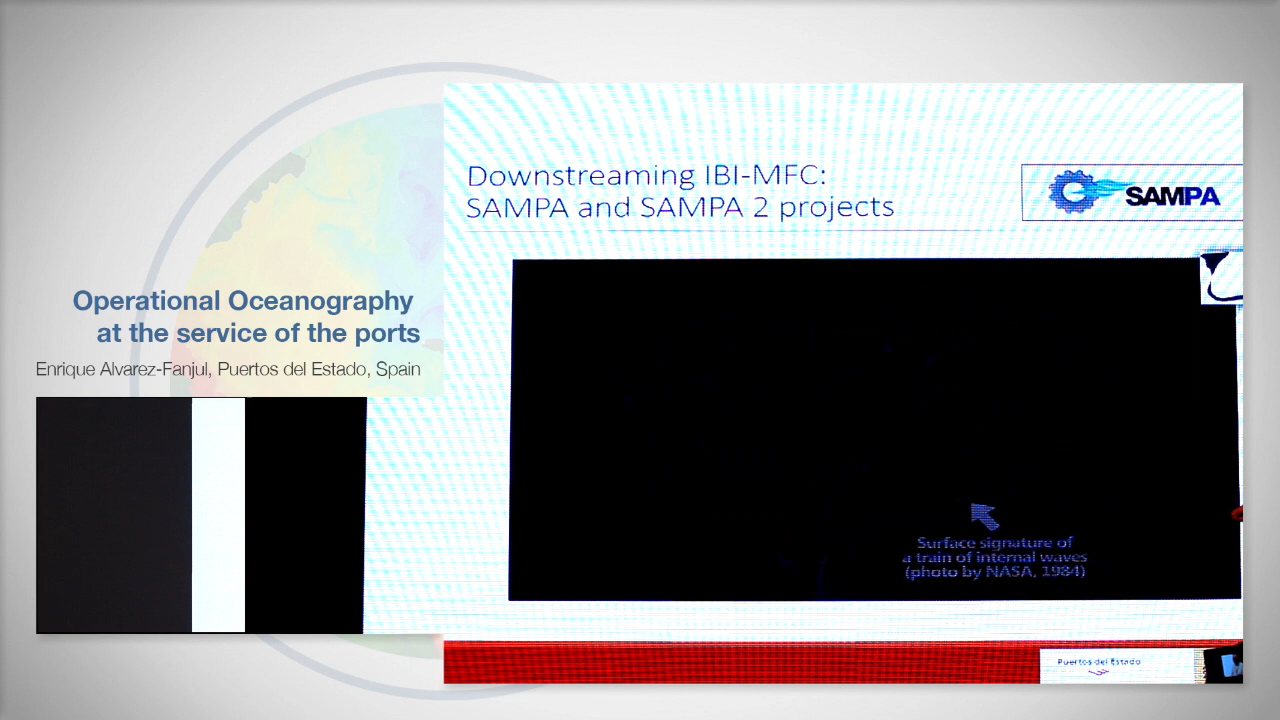 Downstreaming IBI-MFC:
SAMPA and SAMPA 2 projects
SAMPA
Operational Oceanography
at the service of the ports
Enrique Alvarez-Fanjul, Puertos del Estado, Spain
Surface signature of
a train of internal waves
(photo by NASA, 1984)
Puertos del Estado